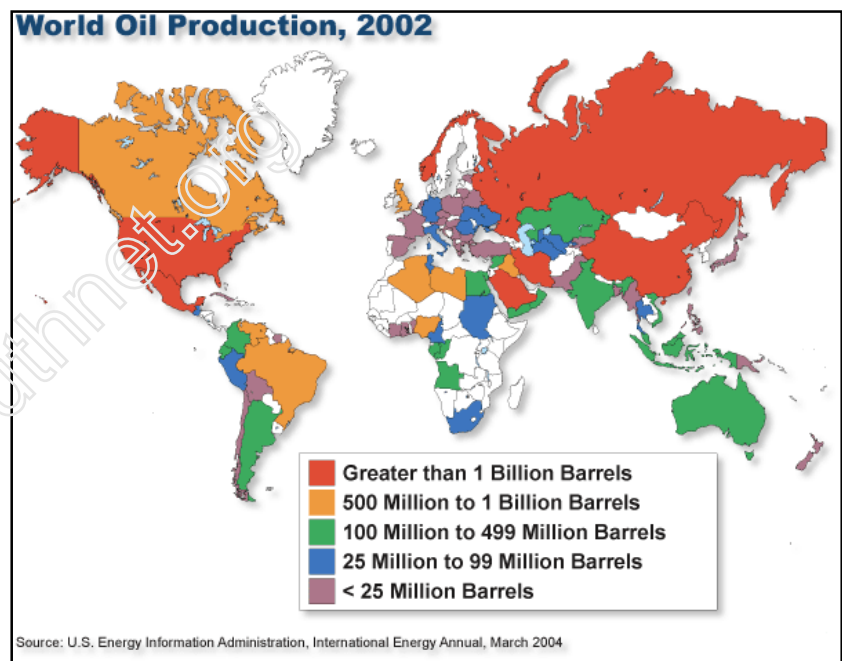 World Oil Production, 2002
Greater than 1 Billion Barrels
500 Million to 1 Billion Barrels
100 Million to 499 Million Barrels
25 Million to 99 Million Barrels
< 25 Million Barrels
Source: U.S. Energy Information Administration, International Energy Annual, March 2004